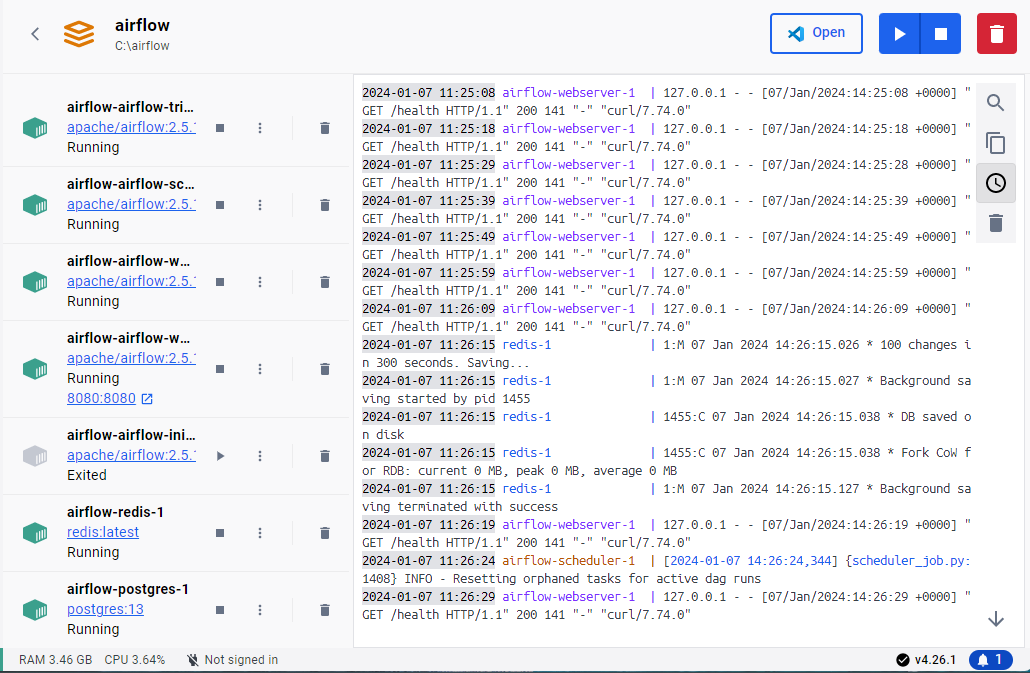 airflow
C:\airflow
Open
airflow-airflow-tri...
apache/airflow:2.5.
Running
airflow-airflow-sc...
apache/airflow:2.5.
Running
airflow-airflow-w...
apache/airflow:2.5.
Running
airflow-airflow-w...
apache/airflow:2.5.
Running
8080:8080
airflow-airflow-ini...
apache/airflow:2.5.
Exited
airflow-redis-1
redis:latest
Running
airflow-postgres-1
postgres:13
Running
2024-01-07 11:25:08 airflow-webserver-1 | 127.0.0.1 - - [07/Jan/2024:14:25:08 +0000] "
GET /health HTTP/1.1" 200 141 "-" "curl/7.74.0"
2024-01-07 11:25:18 airflow-webserver-1 | 127.0.0.1 - - [07/Jan/2024:14:25:18 +0000] "
GET /health HTTP/1.1" 200 141 "-" "curl/7.74.0"
2024-01-07 11:25:29 airflow-webserver-1 | 127.0.0.1 - - [07/Jan/2024:14:25:28 +0000] "
GET /health HTTP/1.1" 200 141 "-" "curl/7.74.0"
2024-01-07 11:25:39 airflow-webserver-1 | 127.0.0.1 - - [07/Jan/2024:14:25:39 +0000] "
GET /health HTTP/1.1" 200 141 "-" "curl/7.74.0"
2024-01-07 11:25:49 airflow-webserver-1 | 127.0.0.1 - - [07/Jan/2024:14:25:49 +0000] "
GET /health HTTP/1.1" 200 141 "-" "curl/7.74.0"
2024-01-07 11:25:59 airflow-webserver-1 | 127.0.0.1 - - [07/Jan/2024:14:25:59 +0000] "
GET /health HTTP/1.1" 200 141 "-" "curl/7.74.0"
2024-01-07 11:26:09 airflow-webserver-1 | 127.0.0.1 - - [07/Jan/2024:14:26:09 +0000] "
GET /health HTTP/1.1" 200 141 "-" "curl/7.74.0"
2024-01-07 11:26:15 redis-1 | 1:M 07 Jan 2024 14:26:15.026 * 100 changes i
n 300 seconds. Saving...
2024-01-07 11:26:15 redis-1 | 1:M 07 Jan 2024 14:26:15.027 * Background sa
ving started by pid 1455
2024-01-07 11:26:15 redis-1 | 1455:C 07 Jan 2024 14:26:15.038 * DB saved o
n disk
2024-01-07 11:26:15 redis-1 | 1455:C 07 Jan 2024 14:26:15.038 * Fork CoW f
or RDB: current 0 MB, peak 0 MB, average 0 MB
2024-01-07 11:26:15 redis-1 | 1:M 07 Jan 2024 14:26:15.127 * Background sa
ving terminated with success
2024-01-07 11:26:19 airflow-webserver-1 | 127.0.0.1 - - [07/Jan/2024:14:26:19 +0000] "
GET /health HTTP/1.1" 200 141 "-" "curl/7.74.0"
2024-01-07 11:26:24 airflow-scheduler-1 | [2024-01-07 14:26:24,344] {scheduler_job.py:
1408} INFO - Resetting orphaned tasks for active dag runs
2024-01-07 11:26:29 airflow-webserver-1 | 127.0.0.1 - - [07/Jan/2024:14:26:29 +0000] "
GET /health HTTP/1.1" 200 141 "-" "curl/7.74.0"
RAM 3.46 GB CPU 3.64% Not signed in
v4.26.1 1